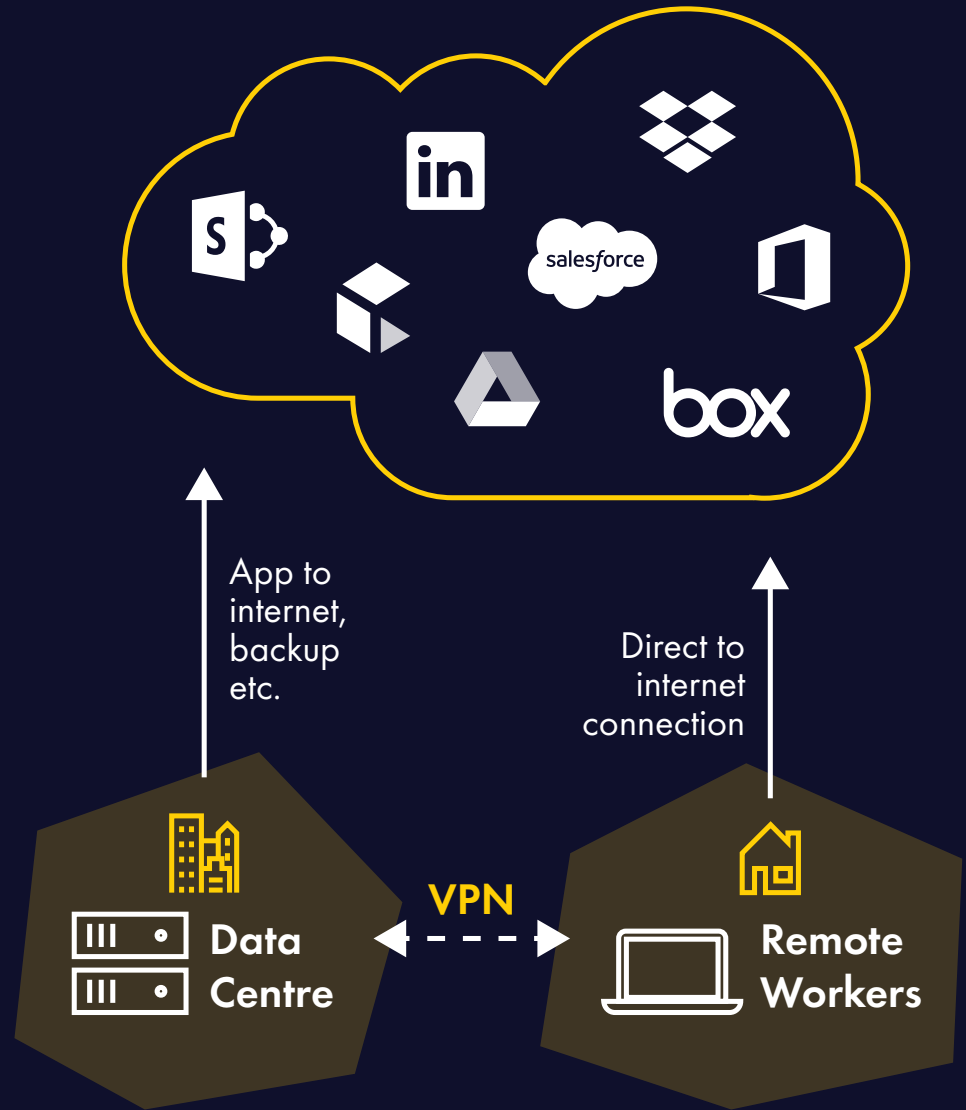 in
S
salesforce
box
App to
internet,
backup
etc.
Direct to
internet
connection
VPN
Data
Centre
Remote
Workers